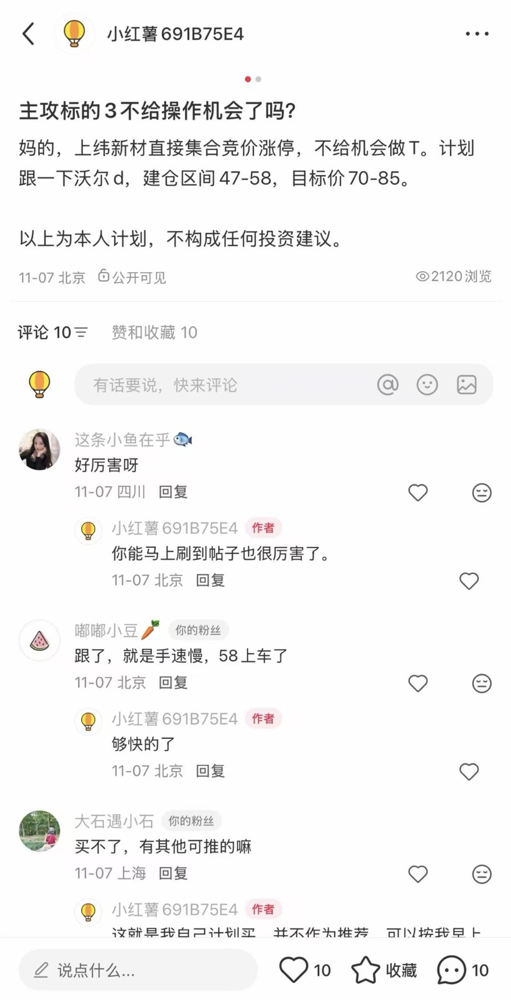 小红薯691B75E4
主攻标的3不给操作机会了吗?
妈的，上纬新材直接集合竞价涨停，不给机会做T。计划
跟一下沃尔d，建仓区间47-58，目标价70-85。
以上为本人计划，不构成任何投资建议。
11-07 北京 公开可见 2120浏览
评论 10 赞和收藏 10
有话要说，快来评论
这条小鱼在乎🐟
好厉害呀
11-07 四川 回复
小红薯691B75E4 作者
你能马上刷到帖子也很厉害了。
11-07 北京 回复
嘟嘟小豆🥕 你的粉丝
跟了，就是手速慢，58上车了
11-07 北京 回复
小红薯691B75E4 作者
够快的了
11-07 北京 回复
大石遇小石 你的粉丝
买不了，有其他可推的嘛
11-07 上海 回复
小红薯691B75E4 作者
这就是我自己计划买，并不作为推荐，可以按我早上
说点什么... 10 收藏 10